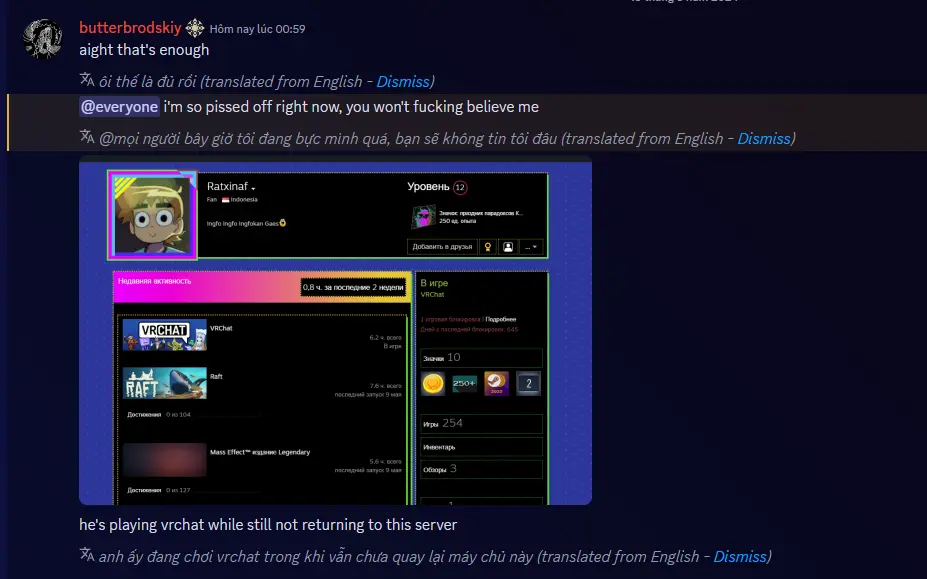 butterbrodskiy Hôm nay lúc 00:59
aight that's enough
ôi thế là đủ rồi (translated from English - Dismiss)
@everyone i'm so pissed off right now, you won't fucking believe me
@mọi người bây giờ tôi đang bực mình quá, bạn sẽ không tin tôi đâu (translated from English - Dismiss)
Ratxinaf
Fan Indonesia
Ingfo Ingfo Ingfokan Gaes
Уровень 12
Значок: праздник парадоксов К...
250 ед. опыта
Добавить в друзья
...
Недавняя активность
0,8 ч. за последние 2 недели
VRCHAT
VRChat
6,2 ч. всего
В игре
RAFT
Raft
7,6 ч. всего
последний запуск 9 мая
Достижения 0 из 104
Mass Effect™ издание Legendary
5,6 ч. всего
последний запуск 9 мая
Достижения 0 из 127
В игре
VRChat
1 игровая блокировка | Подробнее
Дней с последней блокировки: 645
Значки 10
250+
2
Игры 254
Инвентарь
Обзоры 3
he's playing vrchat while still not returning to this server
anh ấy đang chơi vrchat trong khi vẫn chưa quay lại máy chủ này (translated from English - Dismiss)